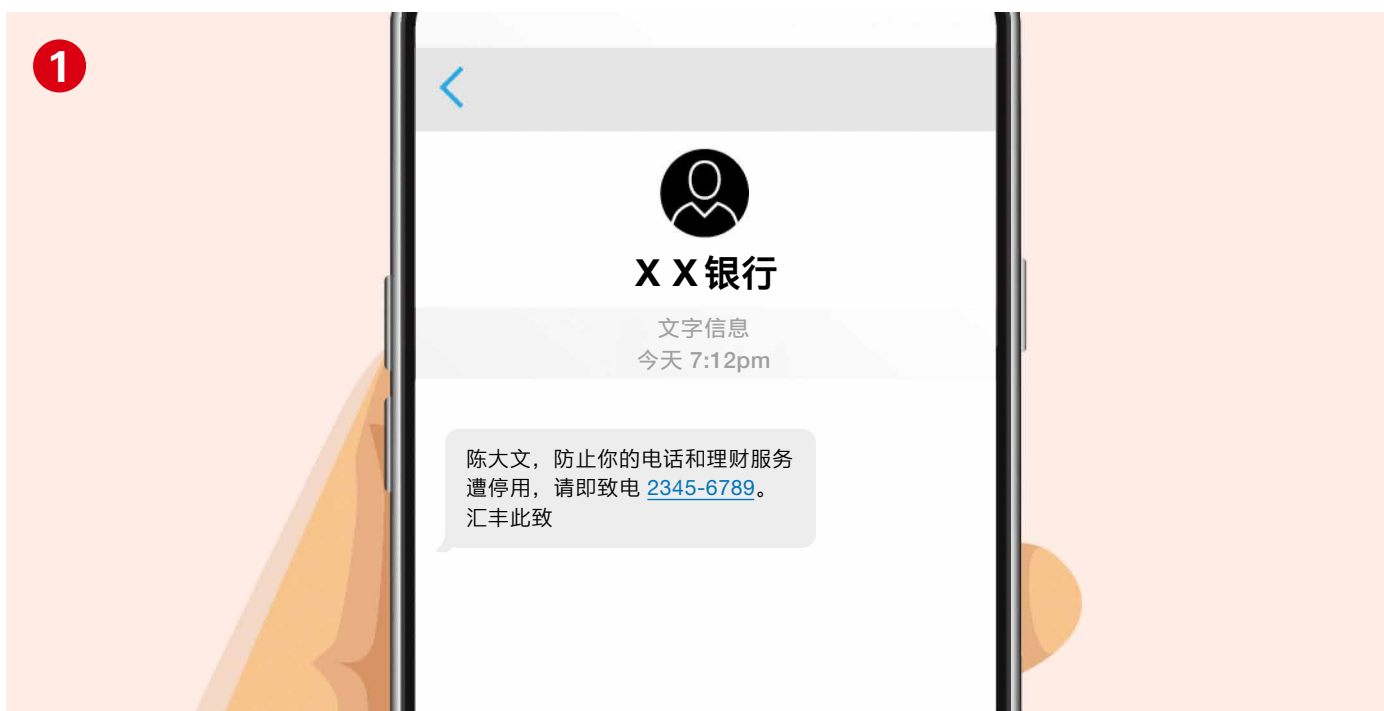 1
X X 银行
文字信息
今天 7:12pm
陈大文，防止你的电话和理财服务
遭停用，请即致电 2345-6789。
汇丰此致